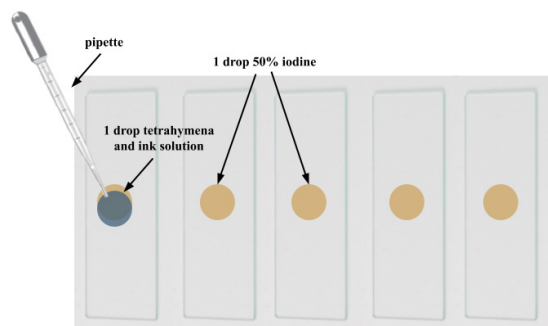 pipette
1 drop 50% iodine
1 drop tetrahymena
and ink solution